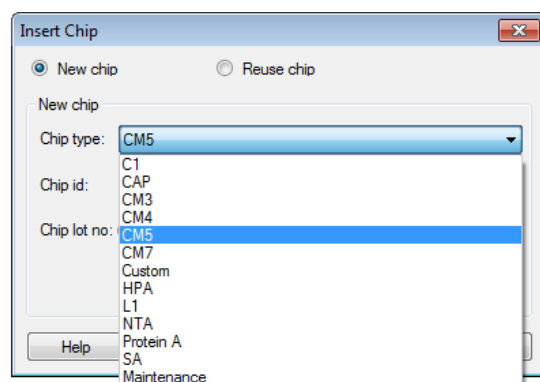 Insert Chip
New chip
Reuse chip
New chip
Chip type: CM5
C1
Chip id: CAP
CM3
CM4
Chip lot no: CM5
CM7
Custom
HPA
L1
NTA
Help Protein A
SA
Maintenance